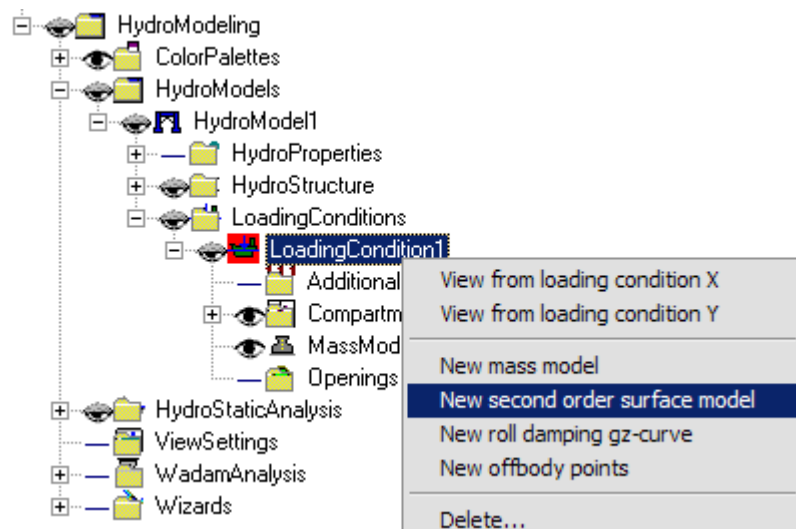 HydroModeling
ColorPalettes
HydroModels
HydroModel1
HydroProperties
HydroStructure
LoadingConditions
LoadingCondition1
Additional
Compartm
MassMod
Openings
HydroStaticAnalysis
ViewSettings
WadamAnalysis
Wizards
View from loading condition X
View from loading condition Y
New mass model
New second order surface model
New roll damping gz-curve
New offbody points
Delete...